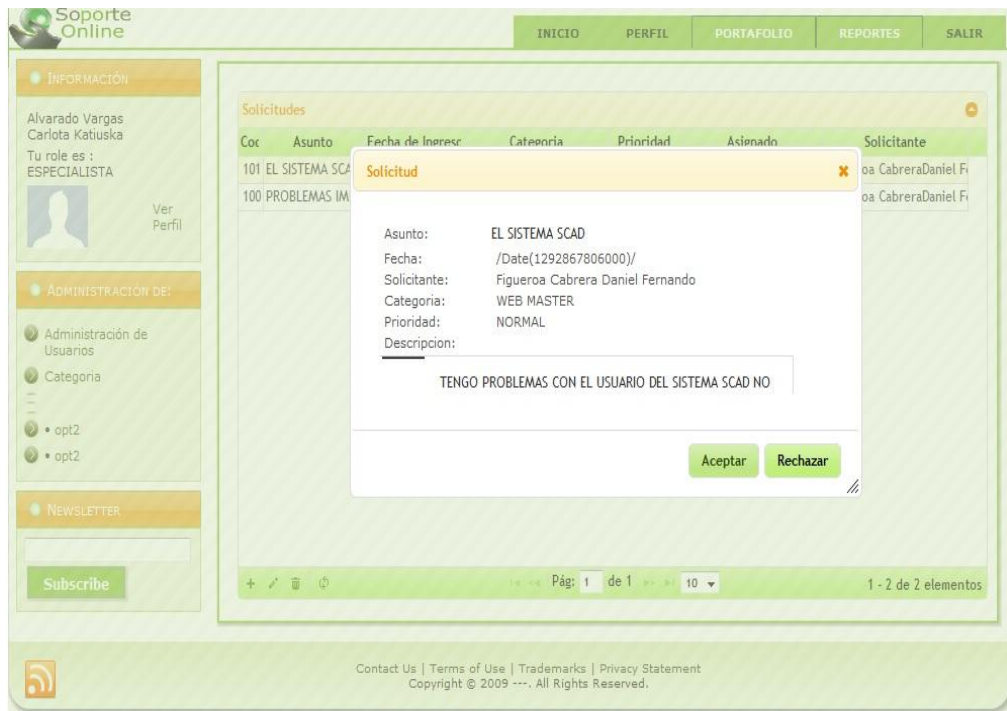 Soporte
Online
INICIO PERFIL PORTAFOLIO REPORTES SALIR
INFORMACIÓN
Alvarado Vargas
Carlota Katiuska
Tu role es :
ESPECIALISTA
Ver
Perfil
ADMINISTRACIÓN DE:
Administración de
Usuarios
Categoria
• opt2
• opt2
NEWSLETTER
Subscribe
Solicitudes
Asunto Fecha de Ingresc Categoria Prioridad Asignado Solicitante
101 EL SISTEMA SCA oa CabreraDaniel F
100 PROBLEMAS IM oa CabreraDaniel F
Solicitud
Asunto: EL SISTEMA SCAD
Fecha: /Date(1292867806000)/
Solicitante: Figueroa Cabrera Daniel Fernando
Categoria: WEB MASTER
Prioridad: NORMAL
Descripcion:
TENGO PROBLEMAS CON EL USUARIO DEL SISTEMA SCAD NO
Aceptar Rechazar
Pág: 1 de 1 10 1 - 2 de 2 elementos
Contact Us | Terms of Use | Trademarks | Privacy Statement
Copyright © 2009 ---. All Rights Reserved.